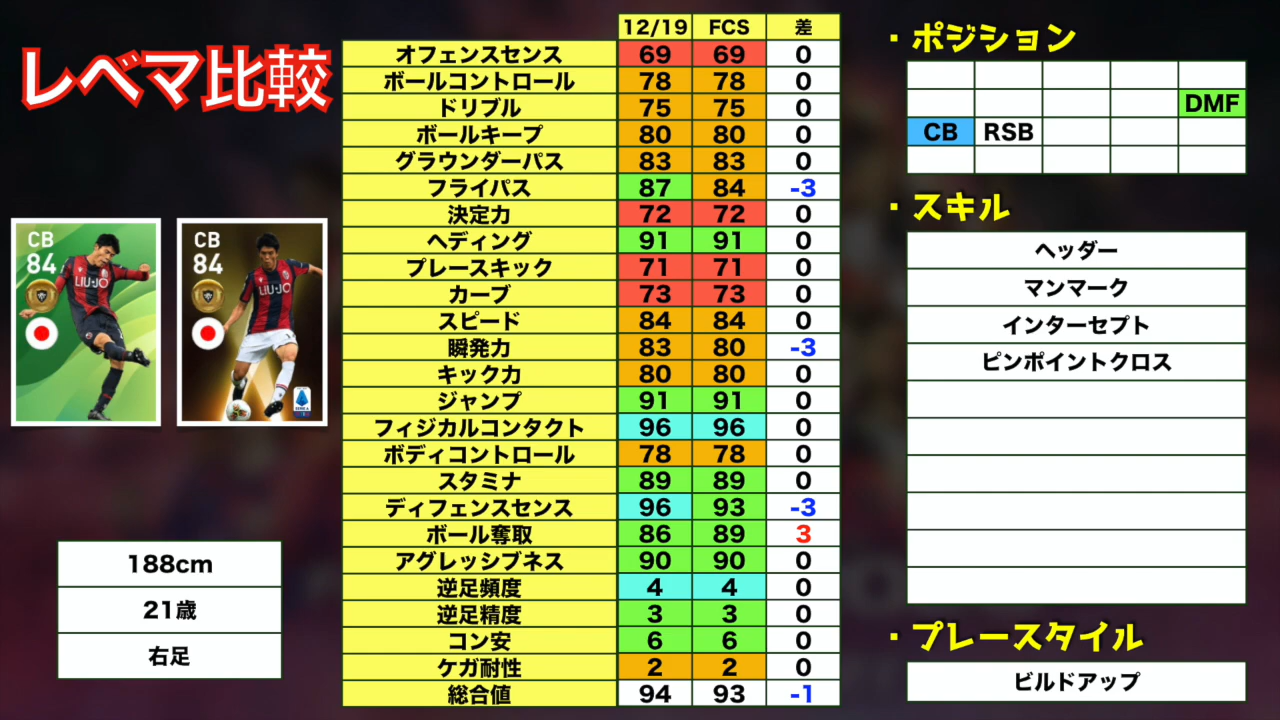 レベマ比較
CB
84
LIU·JO
CB
84
LIU·JO
188cm
21歳
右足
12/19 FCS 差
オフェンスセンス 69 69 0
ボールコントロール 78 78 0
ドリブル 75 75 0
ボールキープ 80 80 0
グラウンダーパス 83 83 0
フライパス 87 84 -3
決定力 72 72 0
ヘディング 91 91 0
プレースキック 71 71 0
カーブ 73 73 0
スピード 84 84 0
瞬発力 83 80 -3
キック力 80 80 0
ジャンプ 91 91 0
フィジカルコンタクト 96 96 0
ボディコントロール 78 78 0
スタミナ 89 89 0
ディフェンスセンス 96 93 -3
ボール奪取 86 89 3
アグレッシブネス 90 90 0
逆足頻度 4 4 0
逆足精度 3 3 0
コン安 6 6 0
ケガ耐性 2 2 0
総合値 94 93 -1
・ポジション
DMF
CB RSB
・スキル
ヘッダー
マンマーク
インターセプト
ピンポイントクロス
・プレースタイル
ビルドアップ